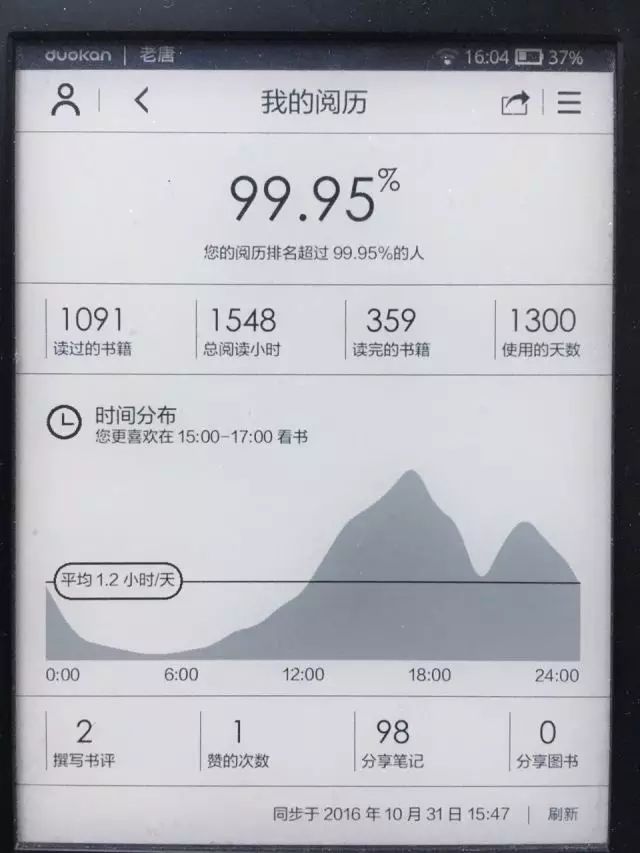 duokan | 老唐 16:04 37%
我的阅历
99.95%
您的阅历排名超过 99.95%的人
1091 1548 359 1300
读过的书籍 总阅读小时 读完的书籍 使用的天数
时间分布
您更喜欢在 15:00-17:00 看书
平均 1.2 小时/天
0:00 6:00 12:00 18:00 24:00
2 1 98 0
撰写书评 赞的次数 分享笔记 分享图书
同步于 2016 年 10 月 31 日 15:47 | 刷新